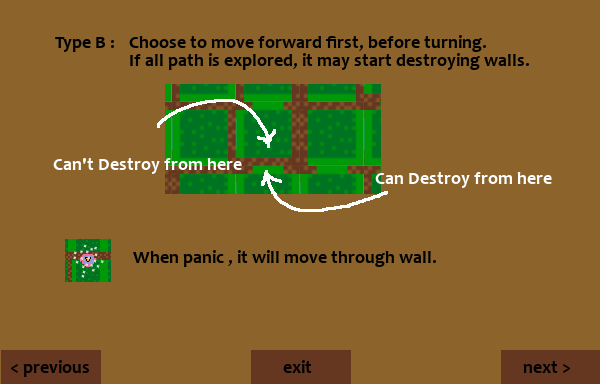 Type B : Choose to move forward first, before turning.
If all path is explored, it may start destroying walls.
Can't Destroy from here
Can Destroy from here
When panic , it will move through wall.
< previous
exit
next >